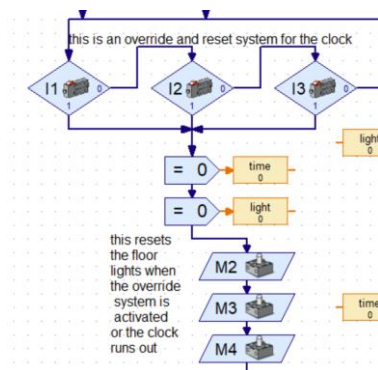 this is an override and reset system for the clock
I1 0 I2 0 I3 0
1 1 1
light
0
= 0 time
0
= 0 light
0
this resets
the floor
lights when
the override
system is
activated
or the clock
runs out
M2
M3
M4
time
0